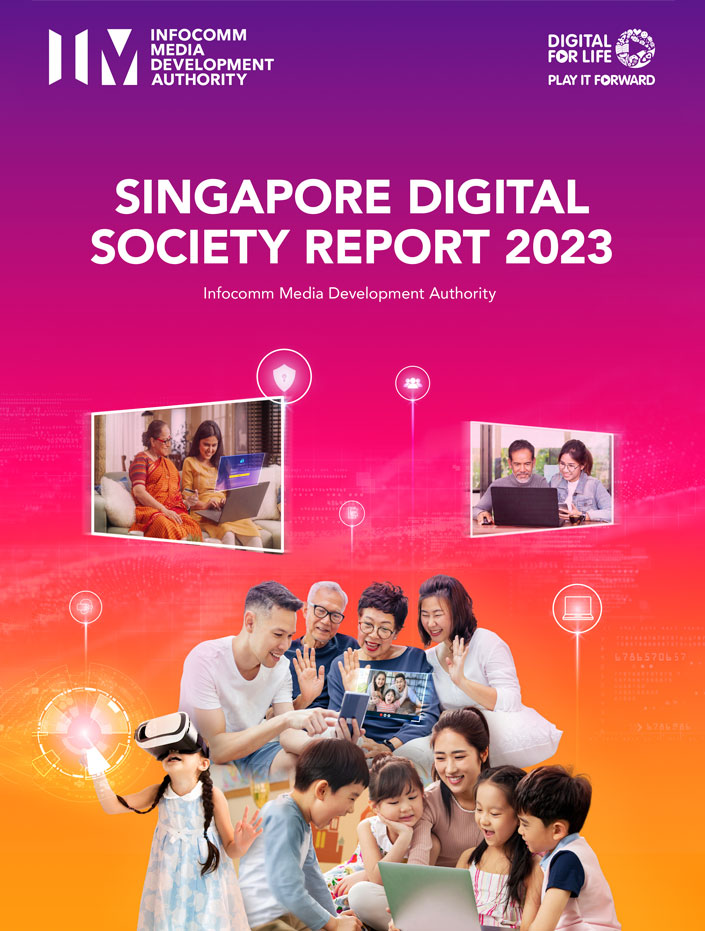 INFOCOMM
MEDIA
DEVELOPMENT
AUTHORITY
DIGITAL
FOR LIFE
PLAY IT FORWARD
SINGAPORE DIGITAL
SOCIETY REPORT 2023
Infocomm Media Development Authority